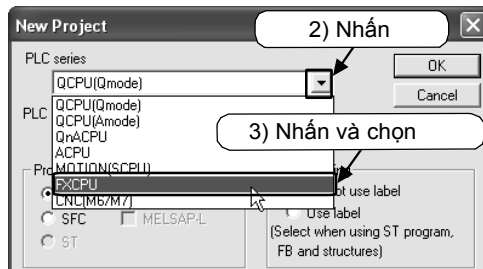 New Project
2) Nhấn
PLC series
OK
QCPU(Qmode)
Cancel
PLC
QCPU(Qmode)
QCPU(Amode)
QnACPU
3) Nhấn và chọn
ACPU
MOTION(SCPU)
FXCPU
use label
CNC(M6/M7)
SFC
MELSAP-L
Use label
(Select when using ST program,
ST
FB and structures)